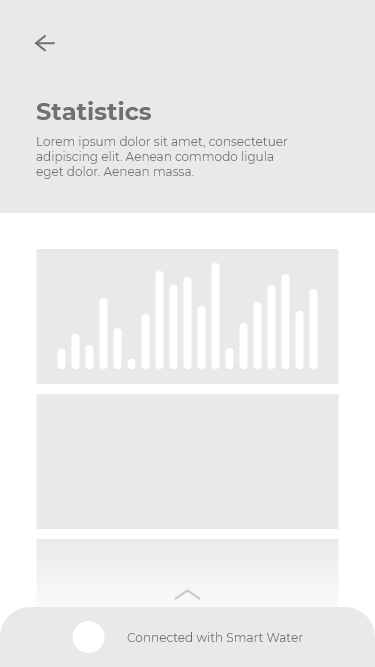 Statistics
Lorem ipsum dolor sit amet, consectetuer
adipiscing elit. Aenean commodo ligula
eget dolor. Aenean massa.
Connected with Smart Water